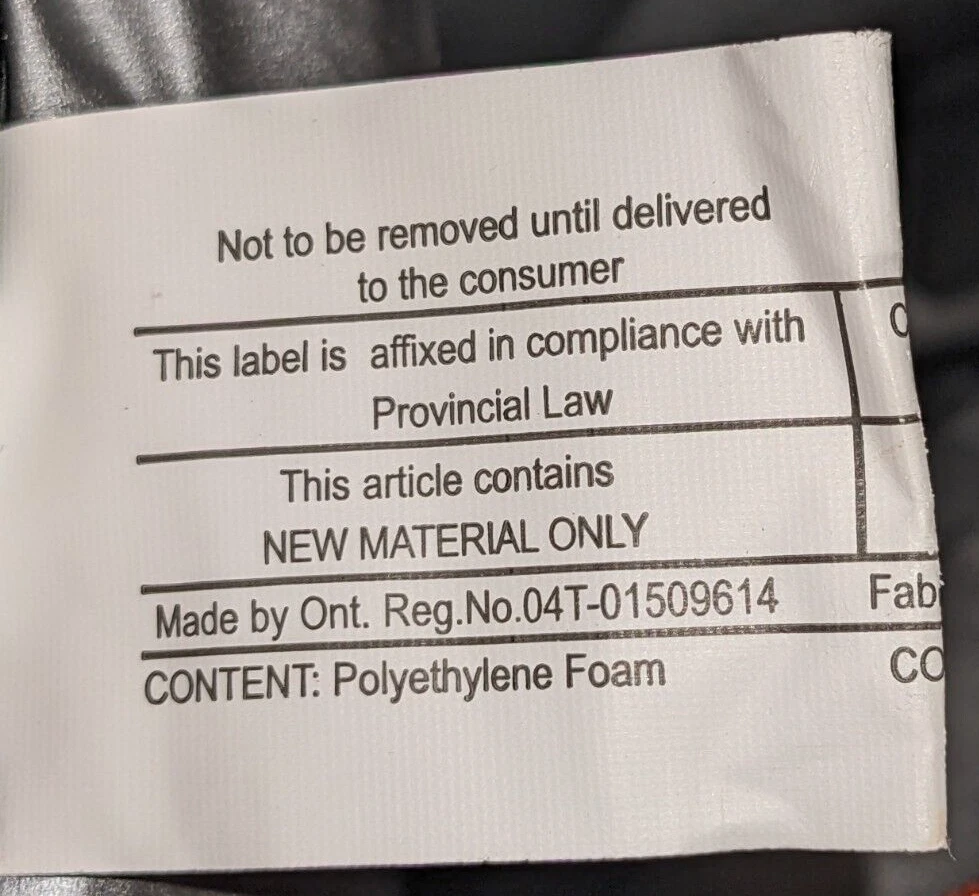 Not to be removed until delivered
to the consumer
This label is affixed in compliance with
Provincial Law
This article contains
NEW MATERIAL ONLY
Made by Ont. Reg.No.04T-01509614
CONTENT: Polyethylene Foam